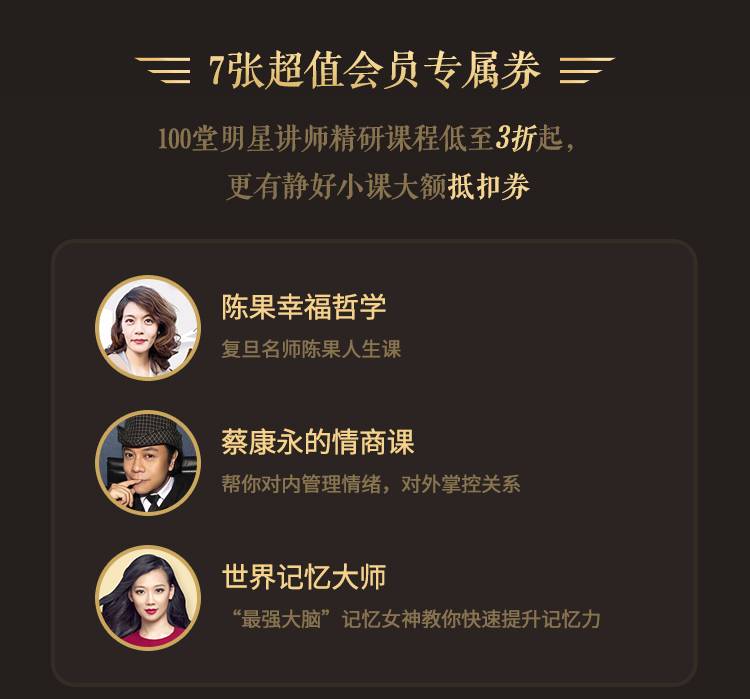 7张超值会员专属券
100堂明星讲师精研课程低至3折起，
更有静好小课大额抵扣券
陈果幸福哲学
复旦名师陈果人生课
蔡康永的情商课
帮你对内管理情绪，对外掌控关系
世界记忆大师
“最强大脑”记忆女神教你快速提升记忆力